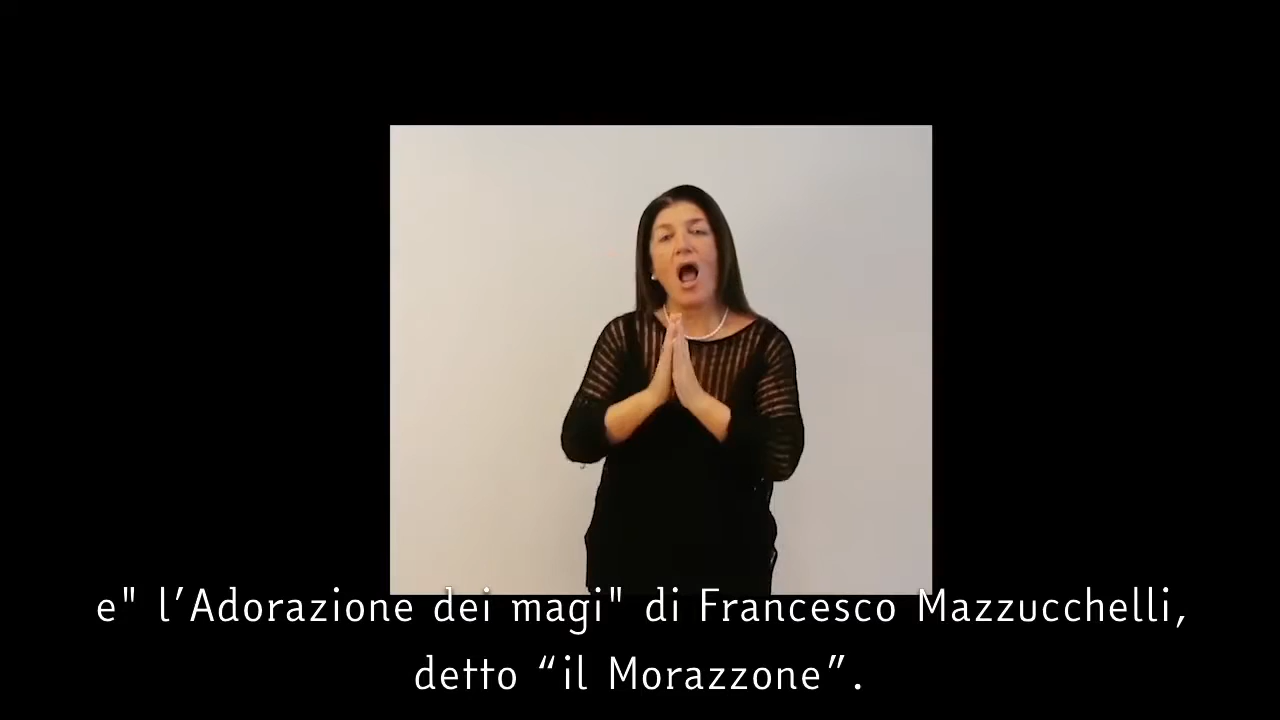 e" l’Adorazione dei magi" di Francesco Mazzucchelli,
detto “il Morazzone”.